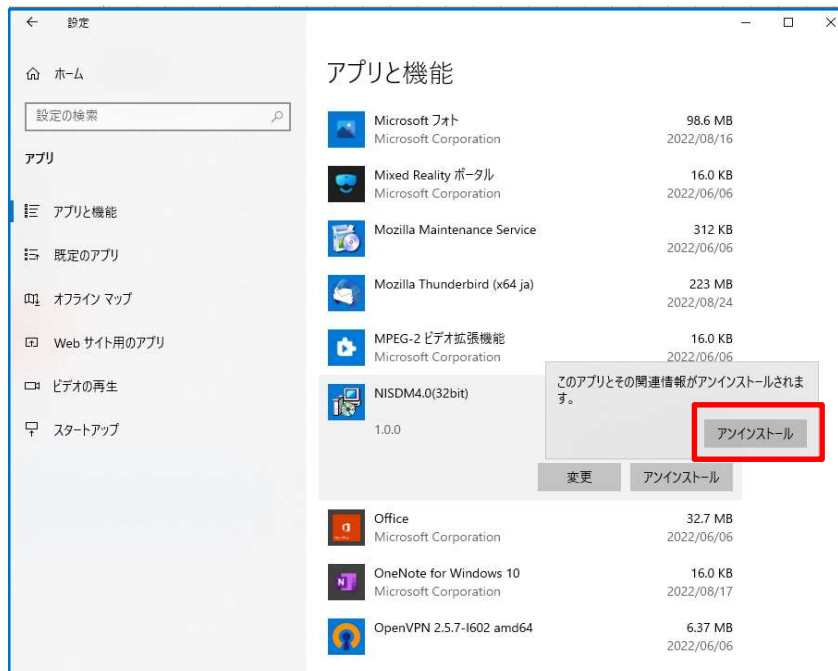 設定
ホーム
設定の検索
アプリ
アプリと機能
既定のアプリ
オフライン マップ
Web サイト用のアプリ
ビデオの再生
スタートアップ
アプリと機能
Microsoft フォト 98.6 MB
Microsoft Corporation 2022/08/16
Mixed Reality ポータル 16.0 KB
Microsoft Corporation 2022/06/06
Mozilla Maintenance Service 312 KB
2022/06/06
Mozilla Thunderbird (x64 ja) 223 MB
2022/08/24
MPEG-2 ビデオ拡張機能 16.0 KB
Microsoft Corporation 2022/06/06
NISDM4.0(32bit)
1.0.0
このアプリとその関連情報がアンインストールされま
す。
アンインストール
変更 アンインストール
Office 32.7 MB
Microsoft Corporation 2022/06/06
OneNote for Windows 10 16.0 KB
Microsoft Corporation 2022/08/17
OpenVPN 2.5.7-I602 amd64 6.37 MB
2022/06/06